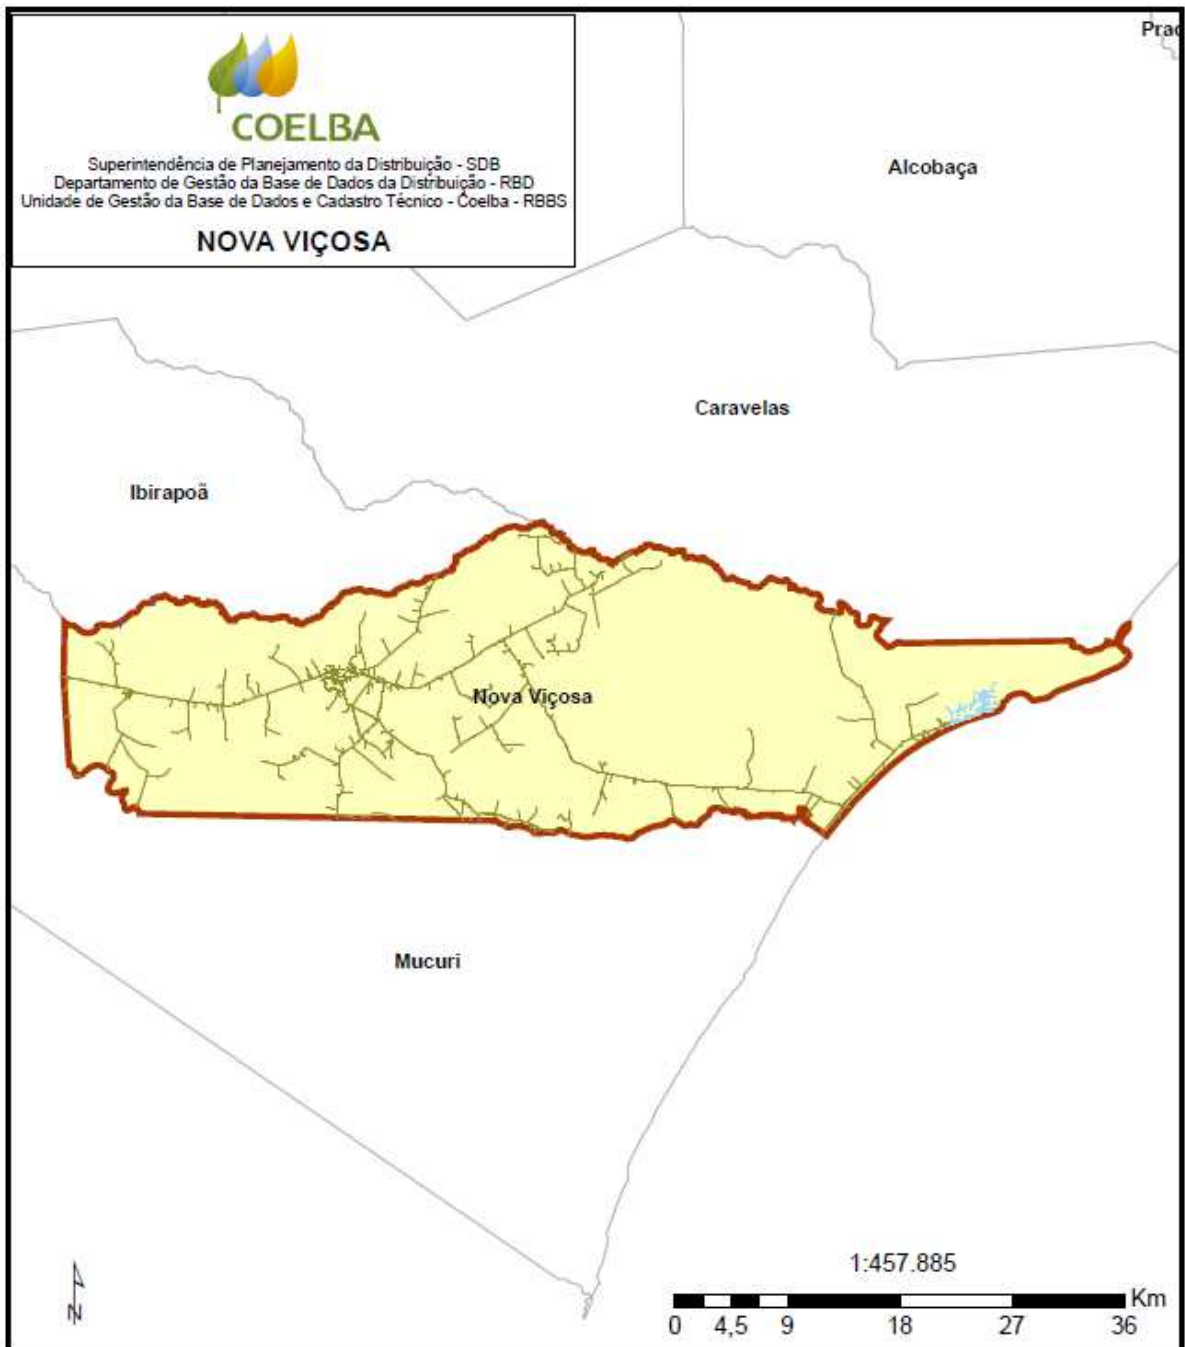 COELBA
Superintendência de Planejamento da Distribuição - SDB
Departamento de Gestão da Base de Dados da Distribuição - RBD
Unidade de Gestão da Base de Dados e Cadastro Técnico - Coelba - RBBS
NOVA VIÇOSA
Prad
Alcobaça
Caravelas
Ibirapoã
Nova Viçosa
Mucuri
N
1:457.885
Km
0 4,5 9 18 27 36